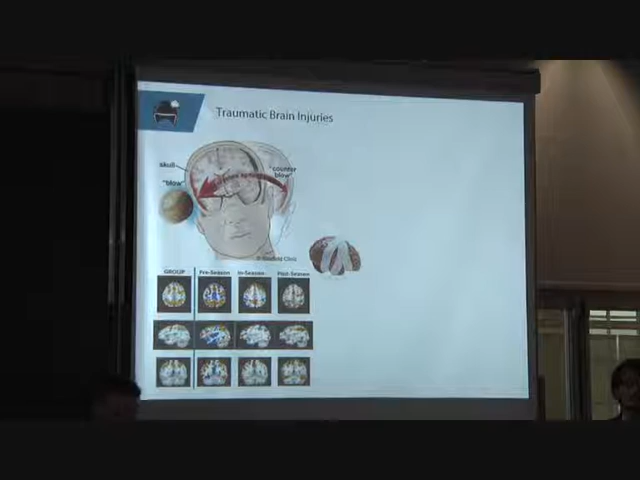 Traumatic Brain Injuries
skull
"counter
blow"
"blow"
GROUP Pre-Season In-Season Post-Season